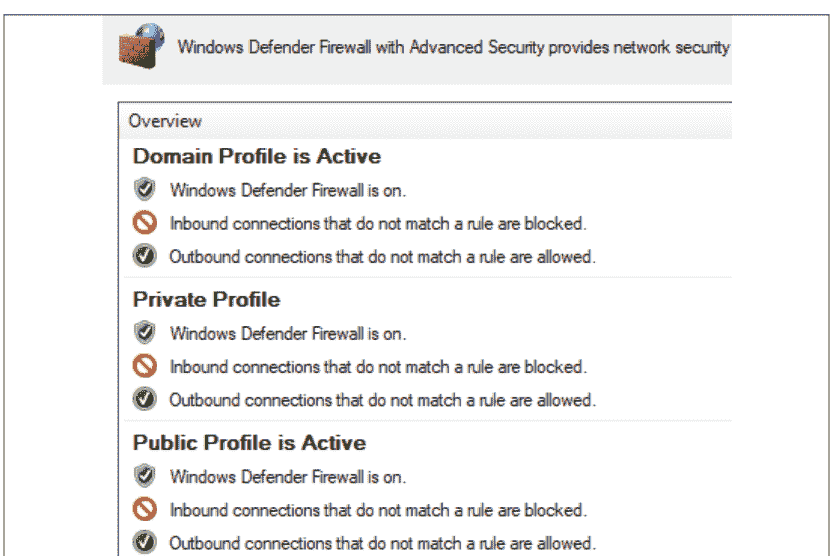 Windows Defender Firewall with Advanced Security provides network security
Overview
Domain Profile is Active
Windows Defender Firewall is on.
Inbound connections that do not match a rule are blocked.
Outbound connections that do not match a rule are allowed.
Private Profile
Windows Defender Firewall is on.
Inbound connections that do not match a rule are blocked.
Outbound connections that do not match a rule are allowed.
Public Profile is Active
Windows Defender Firewall is on.
Inbound connections that do not match a rule are blocked.
Outbound connections that do not match a rule are allowed.